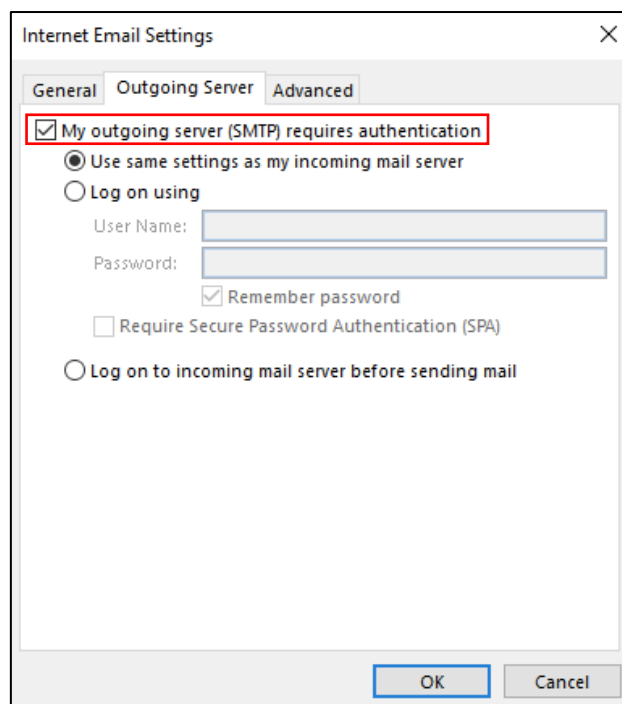 Internet Email Settings
General Outgoing Server Advanced
My outgoing server (SMTP) requires authentication
Use same settings as my incoming mail server
Log on using
User Name:
Password:
Remember password
Require Secure Password Authentication (SPA)
Log on to incoming mail server before sending mail
OK Cancel